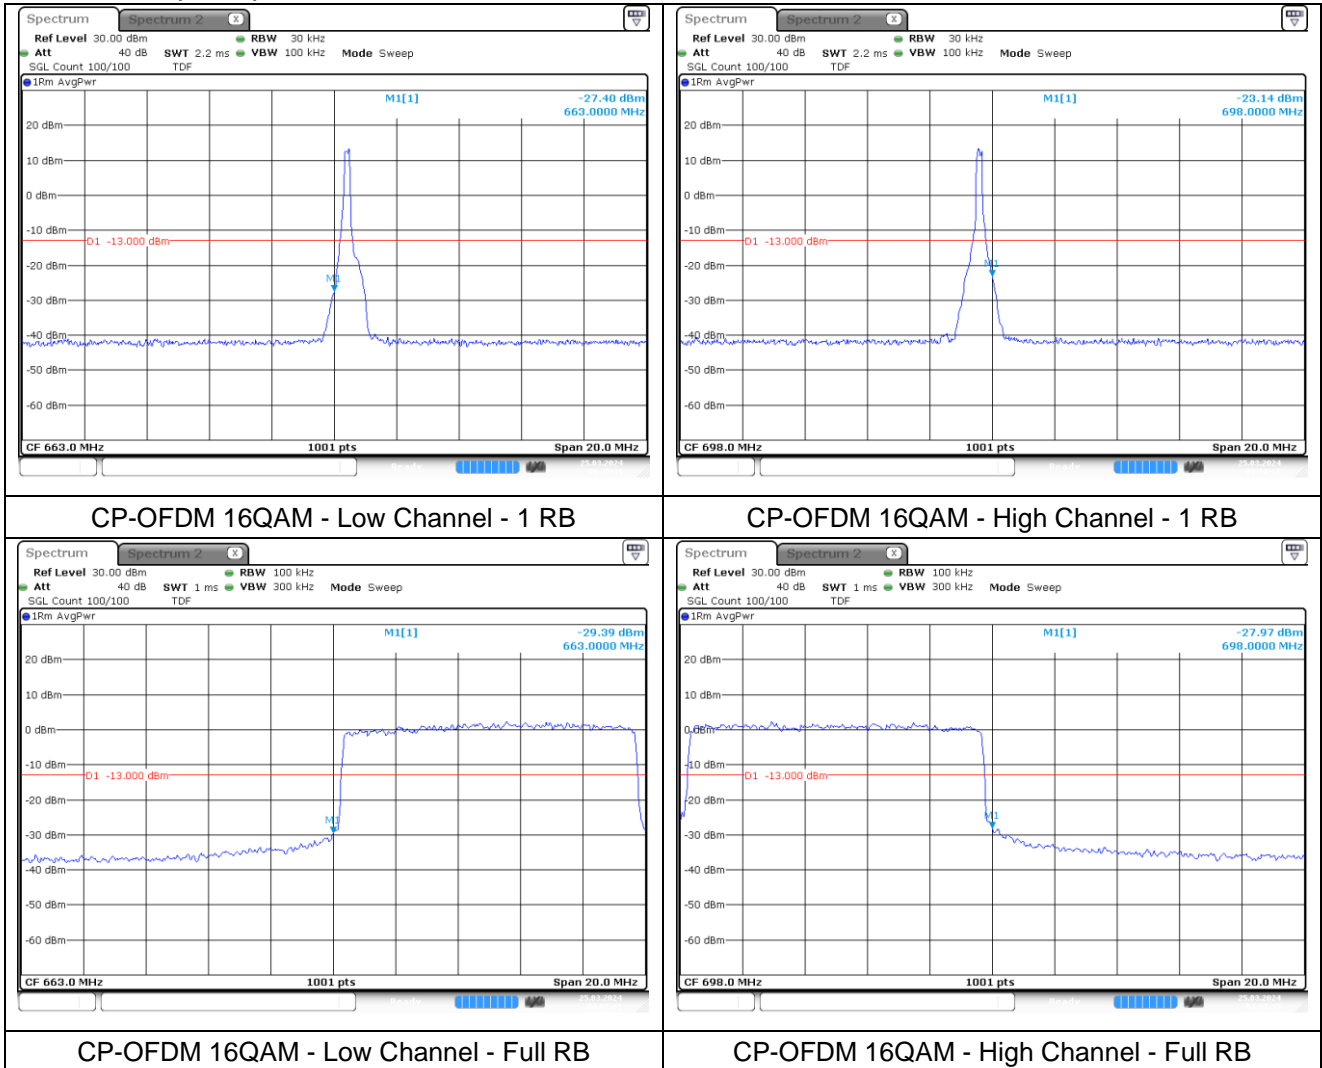 Spectrum Spectrum 2 X
Ref Level 30.00 dBm RBW 30 kHz
Att 40 dB SWT 2.2 ms VBW 100 kHz Mode Sweep
SGL Count 100/100 TDF
1Rm AvgPwr
M1[1] -27.40 dBm
663.0000 MHz
20 dBm
10 dBm
0 dBm
-10 dBm
D1 -13.000 dBm
-20 dBm
M1
-30 dBm
-40 dBm
-50 dBm
-60 dBm
CF 663.0 MHz 1001 pts Span 20.0 MHz
Ready 25.03.2024
CP-OFDM 16QAM - Low Channel - 1 RB
Spectrum Spectrum 2 X
Ref Level 30.00 dBm RBW 30 kHz
Att 40 dB SWT 2.2 ms VBW 100 kHz Mode Sweep
SGL Count 100/100 TDF
1Rm AvgPwr
M1[1] -23.14 dBm
698.0000 MHz
20 dBm
10 dBm
0 dBm
-10 dBm
D1 -13.000 dBm
-20 dBm
M1
-30 dBm
-40 dBm
-50 dBm
-60 dBm
CF 698.0 MHz 1001 pts Span 20.0 MHz
Ready 25.03.2024
CP-OFDM 16QAM - High Channel - 1 RB
Spectrum Spectrum 2 X
Ref Level 30.00 dBm RBW 100 kHz
Att 40 dB SWT 1 ms VBW 300 kHz Mode Sweep
SGL Count 100/100 TDF
1Rm AvgPwr
M1[1] -29.39 dBm
663.0000 MHz
20 dBm
10 dBm
0 dBm
-10 dBm
D1 -13.000 dBm
-20 dBm
M1
-30 dBm
-40 dBm
-50 dBm
-60 dBm
CF 663.0 MHz 1001 pts Span 20.0 MHz
Ready 25.03.2024
CP-OFDM 16QAM - Low Channel - Full RB
Spectrum Spectrum 2 X
Ref Level 30.00 dBm RBW 100 kHz
Att 40 dB SWT 1 ms VBW 300 kHz Mode Sweep
SGL Count 100/100 TDF
1Rm AvgPwr
M1[1] -27.97 dBm
698.0000 MHz
20 dBm
10 dBm
0 dBm
-10 dBm
D1 -13.000 dBm
-20 dBm
M1
-30 dBm
-40 dBm
-50 dBm
-60 dBm
CF 698.0 MHz 1001 pts Span 20.0 MHz
Ready 25.03.2024
CP-OFDM 16QAM - High Channel - Full RB